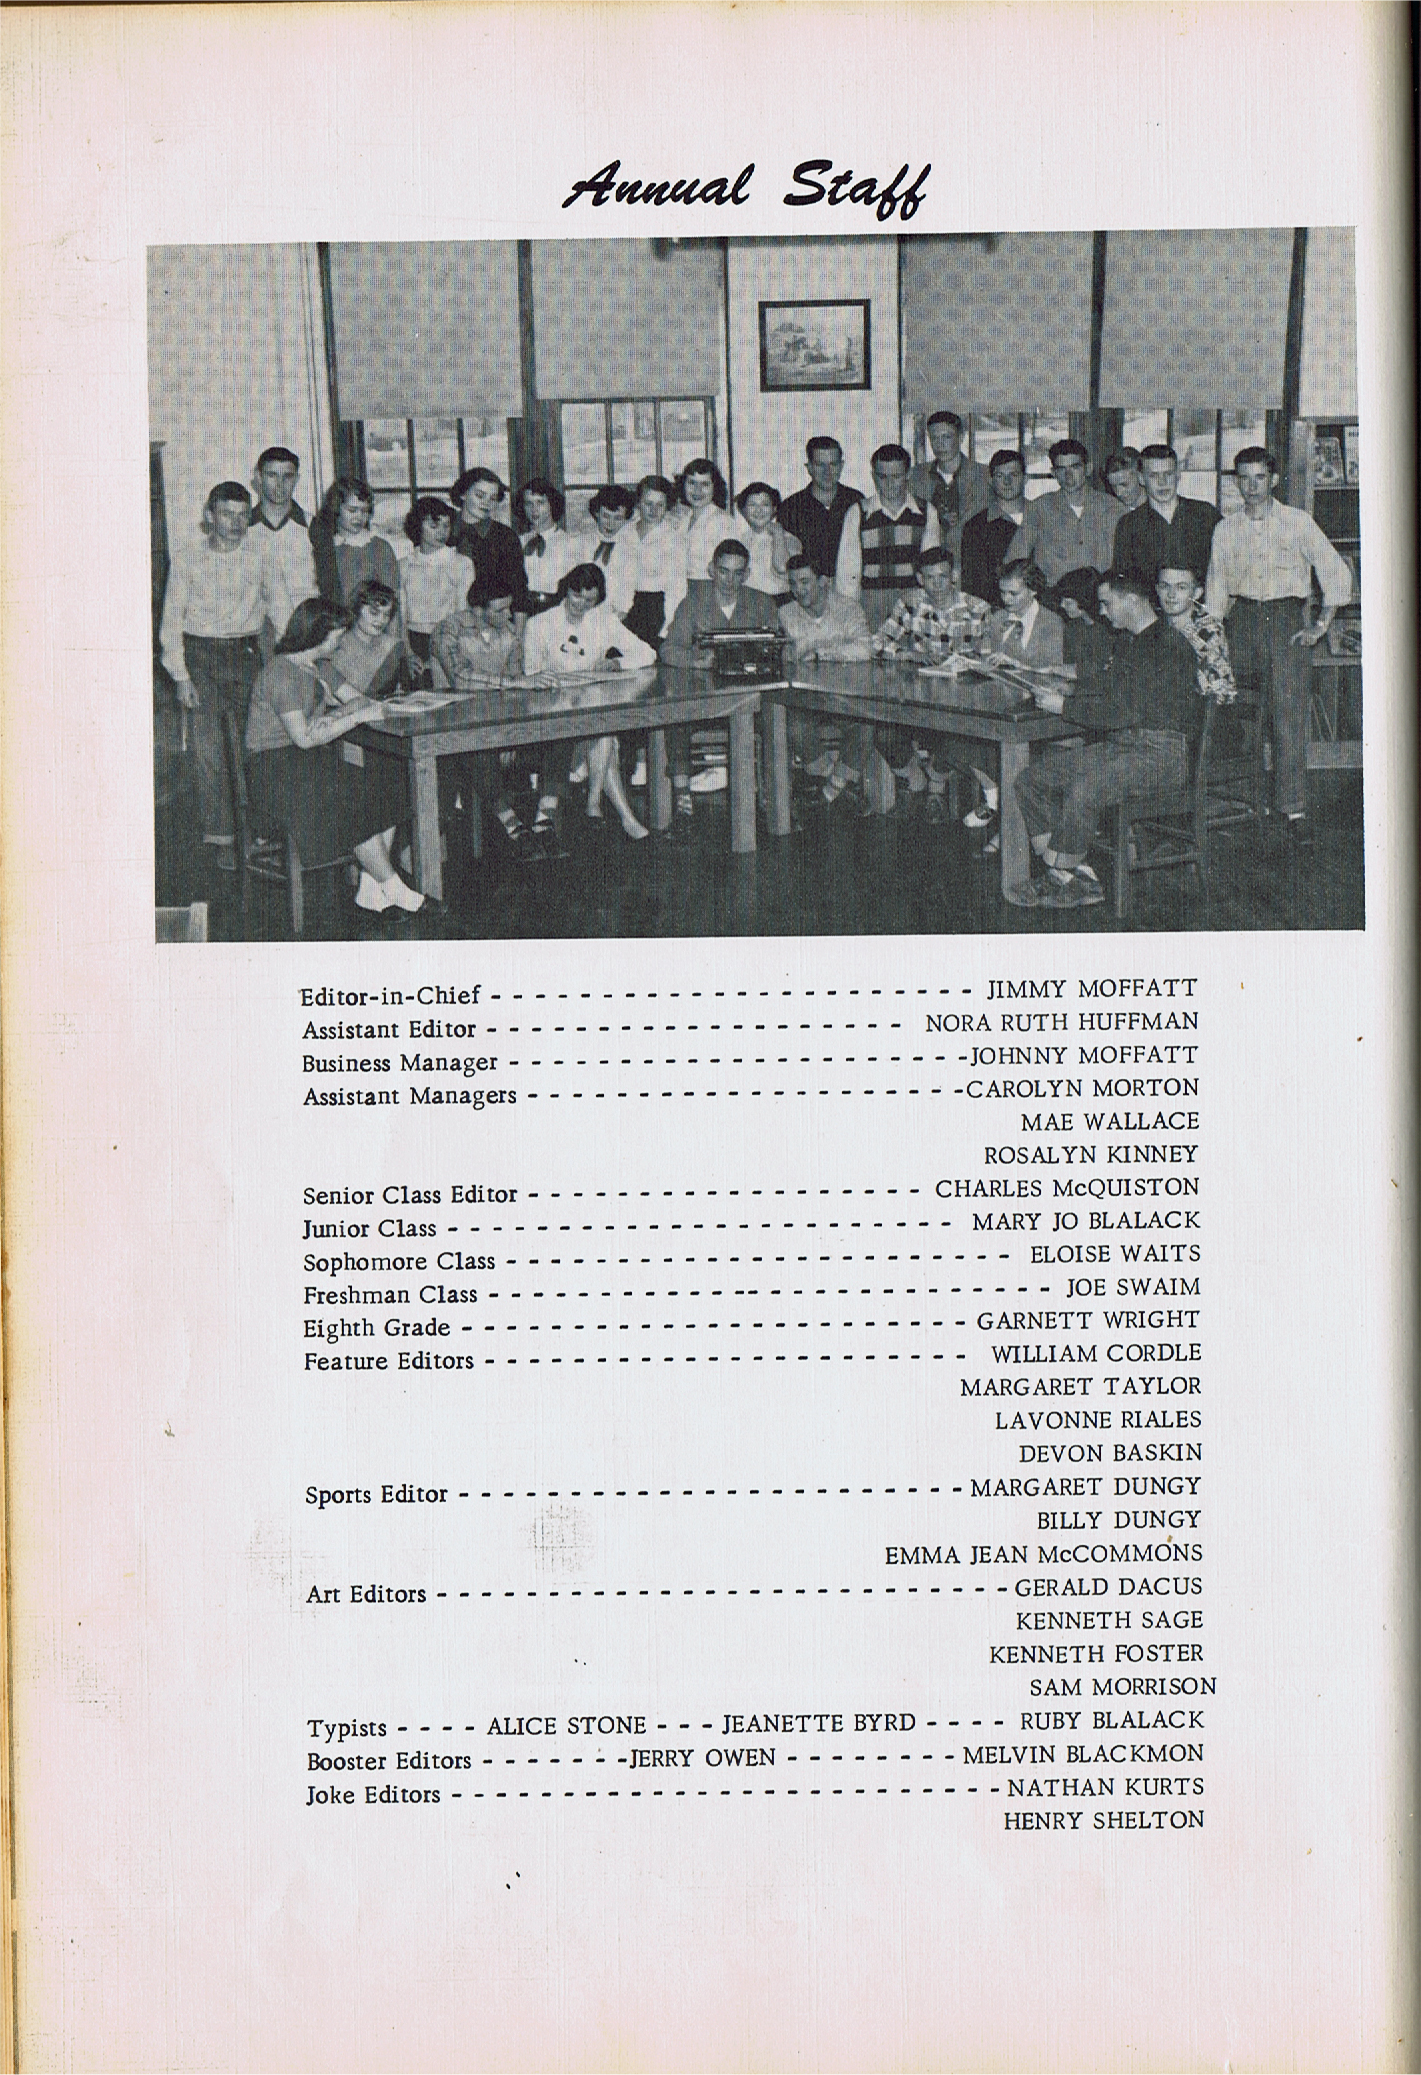 Annual Staff
Editor-in-Chief - - - - - - - - - - - - - - - - - - - - - - JIMMY MOFFATT
Assistant Editor - - - - - - - - - - - - - - - - - - - NORA RUTH HUFFMAN
Business Manager - - - - - - - - - - - - - - - - - - - - -JOHNNY MOFFATT
Assistant Managers - - - - - - - - - - - - - - - - - - - -CAROLYN MORTON
MAE WALLACE
ROSALYN KINNEY
Senior Class Editor - - - - - - - - - - - - - - - - - - CHARLES McQUISTON
Junior Class - - - - - - - - - - - - - - - - - - - - - - - MARY JO BLALACK
Sophomore Class - - - - - - - - - - - - - - - - - - - - - - - ELOISE WAITS
Freshman Class - - - - - - - - - - - - - - - - - - - - - - - - - - JOE SWAIM
Eighth Grade - - - - - - - - - - - - - - - - - - - - - - - GARNETT WRIGHT
Feature Editors - - - - - - - - - - - - - - - - - - - - - - WILLIAM CORDLE
MARGARET TAYLOR
LAVONNE RIALES
DEVON BASKIN
Sports Editor - - - - - - - - - - - - - - - - - - - - - - - MARGARET DUNGY
BILLY DUNGY
EMMA JEAN McCOMMONS
Art Editors - - - - - - - - - - - - - - - - - - - - - - - - - -GERALD DACUS
KENNETH SAGE
KENNETH FOSTER
SAM MORRISON
Typists - - - - ALICE STONE - - - JEANETTE BYRD - - - - RUBY BLALACK
Booster Editors - - - - - - -JERRY OWEN - - - - - - - - MELVIN BLACKMON
Joke Editors - - - - - - - - - - - - - - - - - - - - - - - - - NATHAN KURTS
HENRY SHELTON